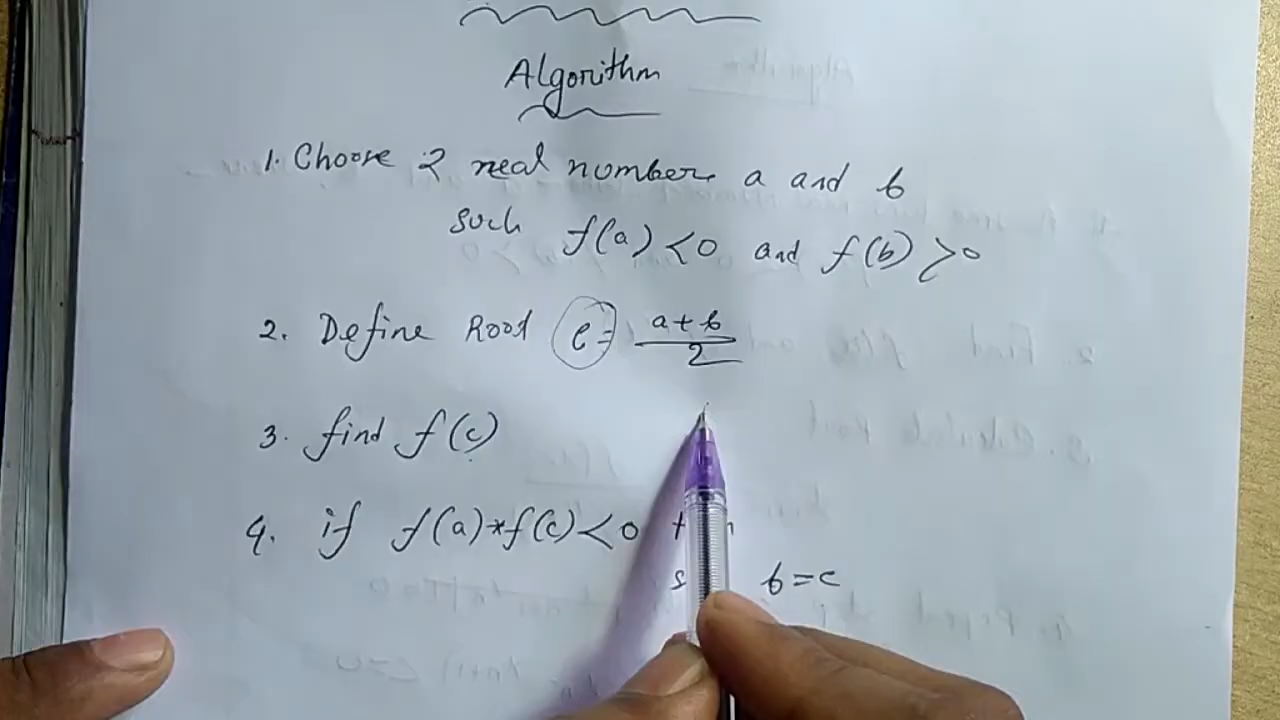 Algorithm
1. Choose 2 real numbers a and b
such f(a) < 0 and f(b) > 0
2. Define Root c = a+b / 2
3. find f(c)
4. if f(a)*f(c) < 0
b = c